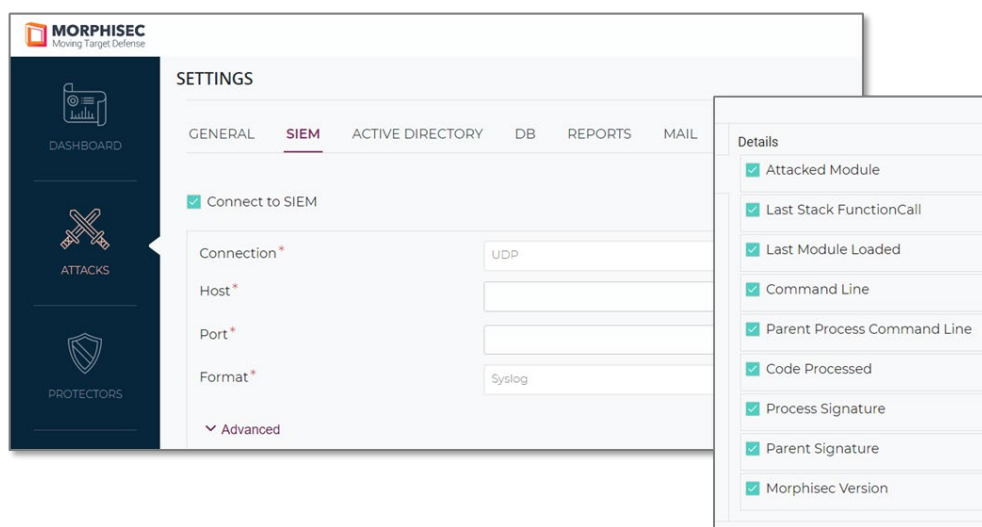 MORPHISEC
Moving Target Defense
SETTINGS
GENERAL SIEM ACTIVE DIRECTORY DB REPORTS MAIL
DASHBOARD
ATTACKS
PROTECTORS
Connect to SIEM
Connection* UDP
Host*
Port*
Format* Syslog
Advanced
Details
Attacked Module
Last Stack FunctionCall
Last Module Loaded
Command Line
Parent Process Command Line
Code Processed
Process Signature
Parent Signature
Morphisec Version